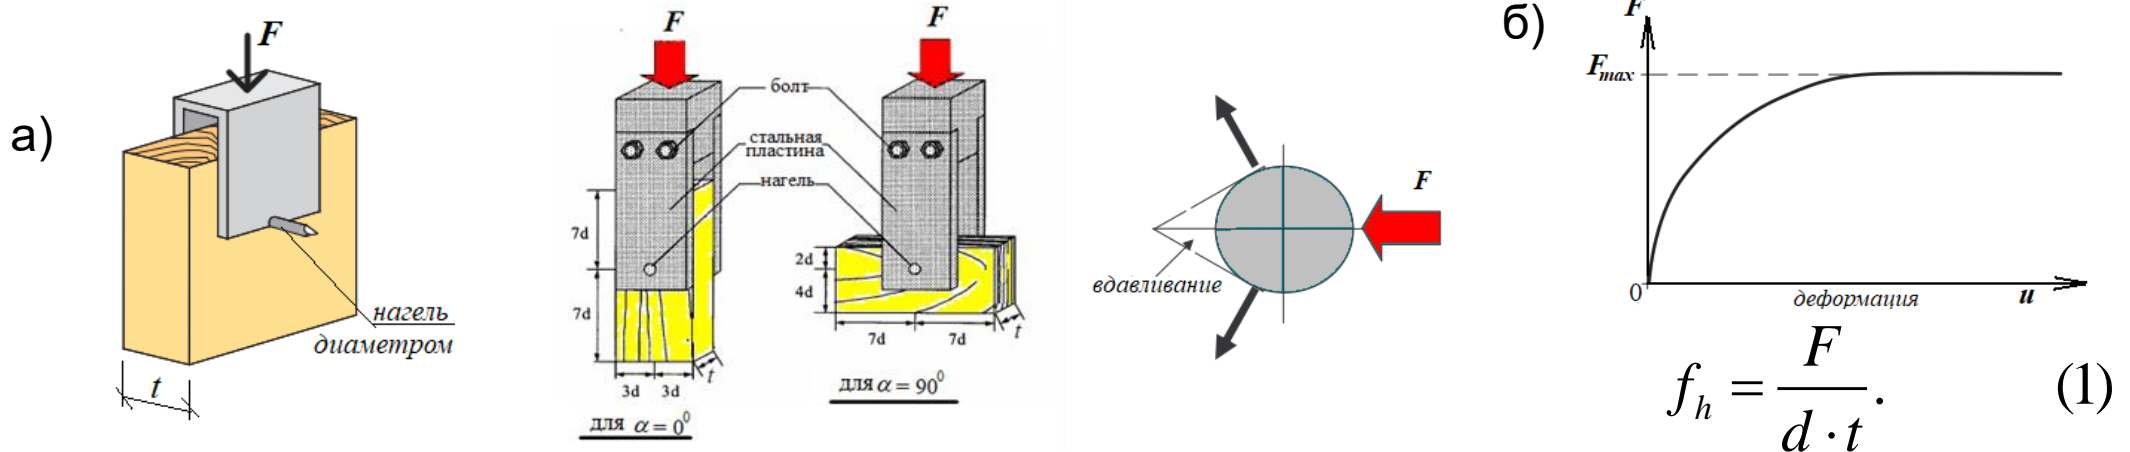 а)
F
нагель
диаметром
t
F
F
болт
стальная
пластина
нагель
7d
7d
3d
3d
t
для α = 0⁰
2d
4d
7d
7d
t
для α = 90⁰
F
вдавливание
б)
F
Fmax
0
деформация
u
f_h = F / (d · t).
(1)